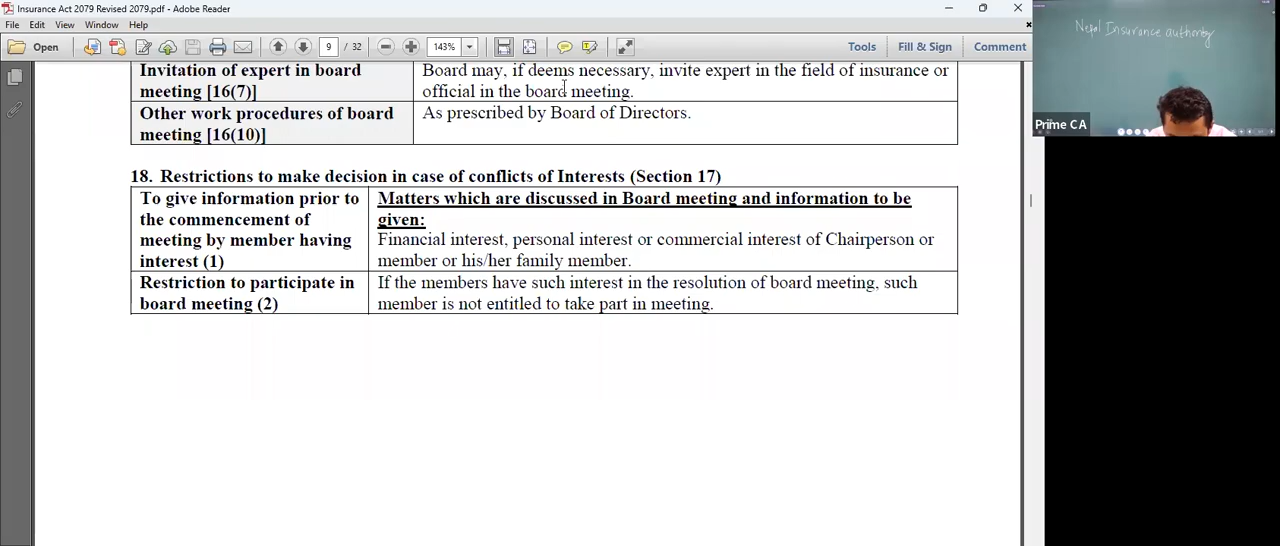 Insurance Act 2079 Revised 2079.pdf - Adobe Reader
File Edit View Window Help
Open 9 / 32 143% Tools Fill & Sign Comment
Invitation of expert in board meeting [16(7)]
Board may, if deems necessary, invite expert in the field of insurance or official in the board meeting.
Other work procedures of board meeting [16(10)]
As prescribed by Board of Directors.
18. Restrictions to make decision in case of conflicts of Interests (Section 17)
To give information prior to the commencement of meeting by member having interest (1)
Matters which are discussed in Board meeting and information to be given:
Financial interest, personal interest or commercial interest of Chairperson or member or his/her family member.
Restriction to participate in board meeting (2)
If the members have such interest in the resolution of board meeting, such member is not entitled to take part in meeting.
Nepal Insurance authority
Prime CA